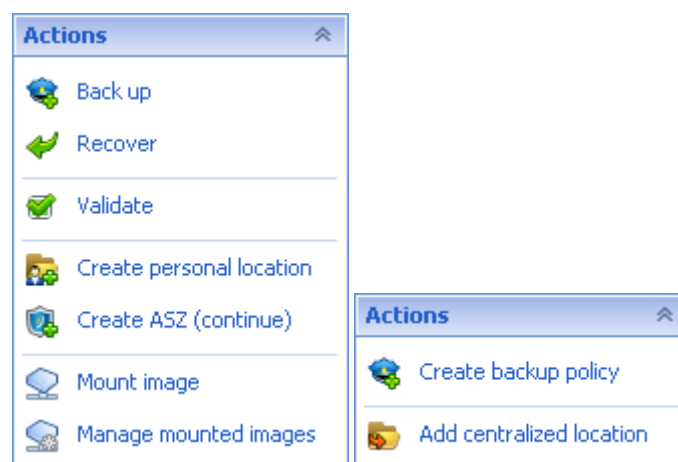 Actions
Back up
Recover
Validate
Create personal location
Create ASZ (continue)
Mount image
Manage mounted images
Actions
Create backup policy
Add centralized location